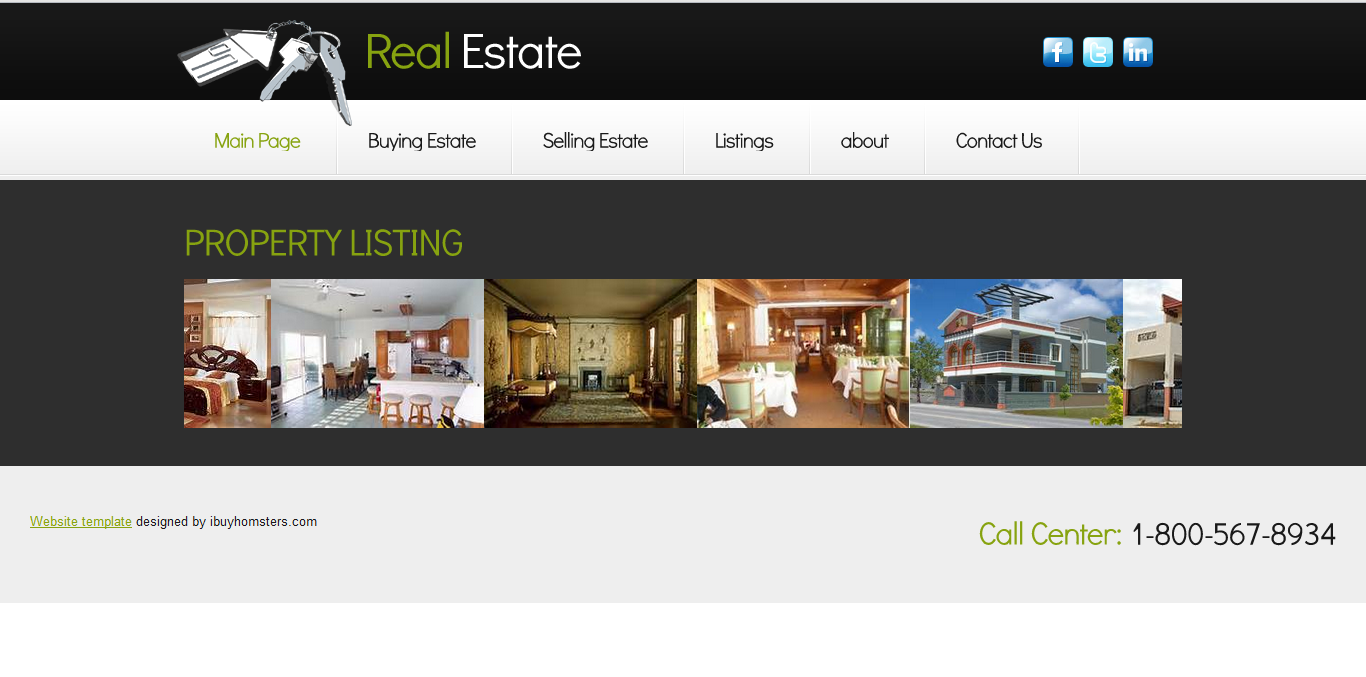 Real Estate
Main Page
Buying Estate
Selling Estate
Listings
about
Contact Us
PROPERTY LISTING
Website template designed by ibuyhomsters.com
Call Center: 1-800-567-8934